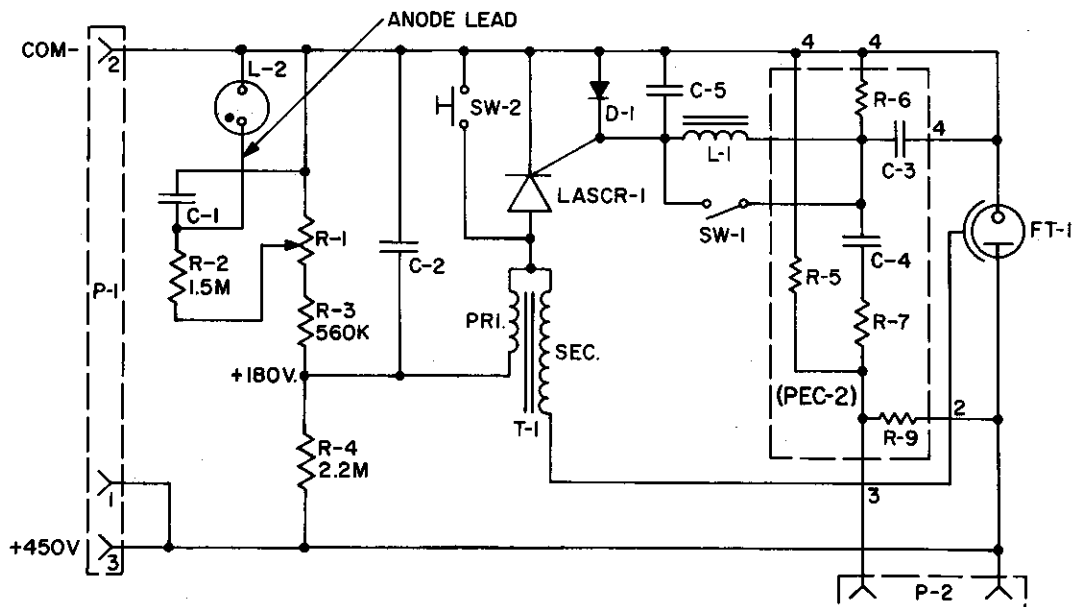 ANODE LEAD
COM-
2
L-2
4
4
SW-2
D-1
C-5
R-6
4
C-3
L-1
C-1
LASCR-1
SW-1
FT-1
R-1
C-2
C-4
R-5
R-2
1.5M
P-1
R-3
560K
R-7
PRI.
SEC.
+180V.
(PEC-2)
T-1
2
R-9
R-4
2.2M
1
3
+450V
3
P-2